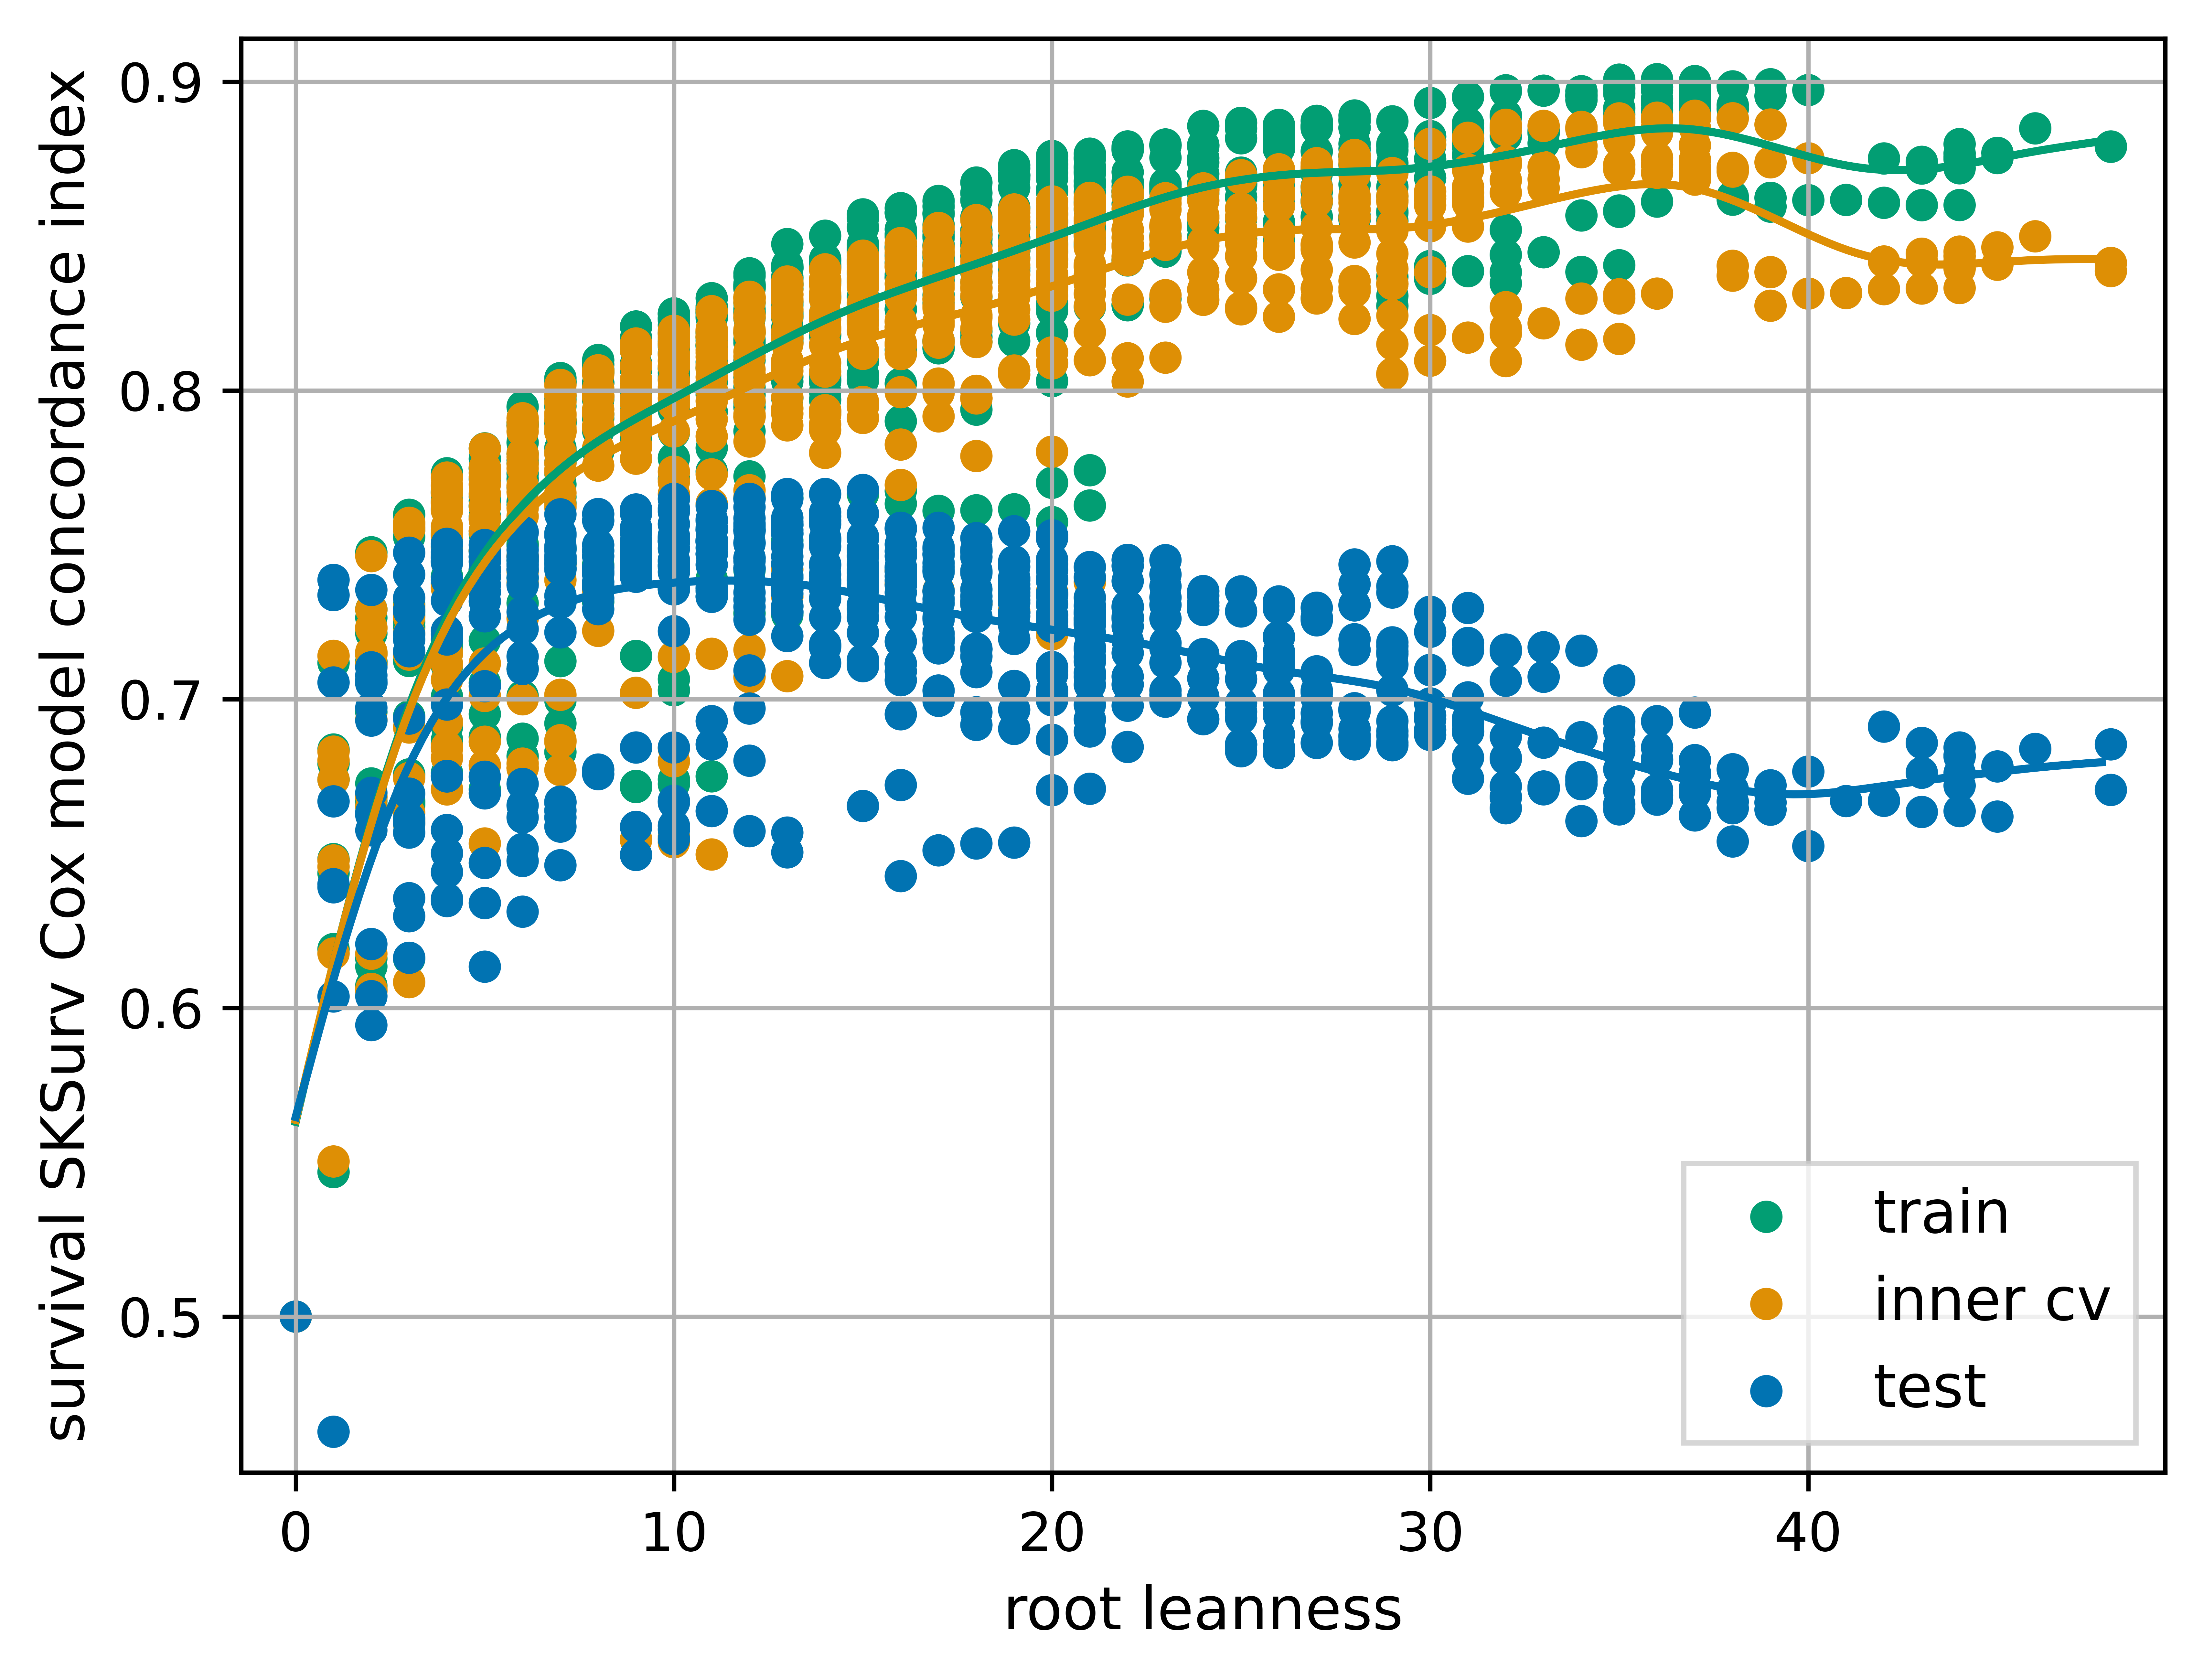 survival SKSurv Cox model concordance index
0.9
0.8
0.7
0.6
0.5
0
10
20
30
40
root leanness
train
inner cv
test